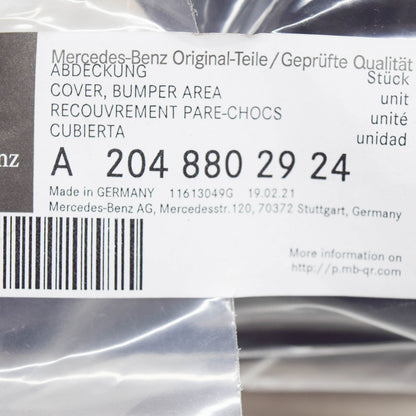 Mercedes-Benz Original-Teile/Geprüfte Qualität
ABDECKUNG Stück
COVER, BUMPER AREA unit
RECOUVREMENT PARE-CHOCS unité
CUBIERTA unidad
nz
A 204 880 29 24
Made in GERMANY 11613049G 19.02.21
Mercedes-Benz AG, Mercedesstr.120, 70372 Stuttgart, Germany
More information on
http://p.mb-qr.com/